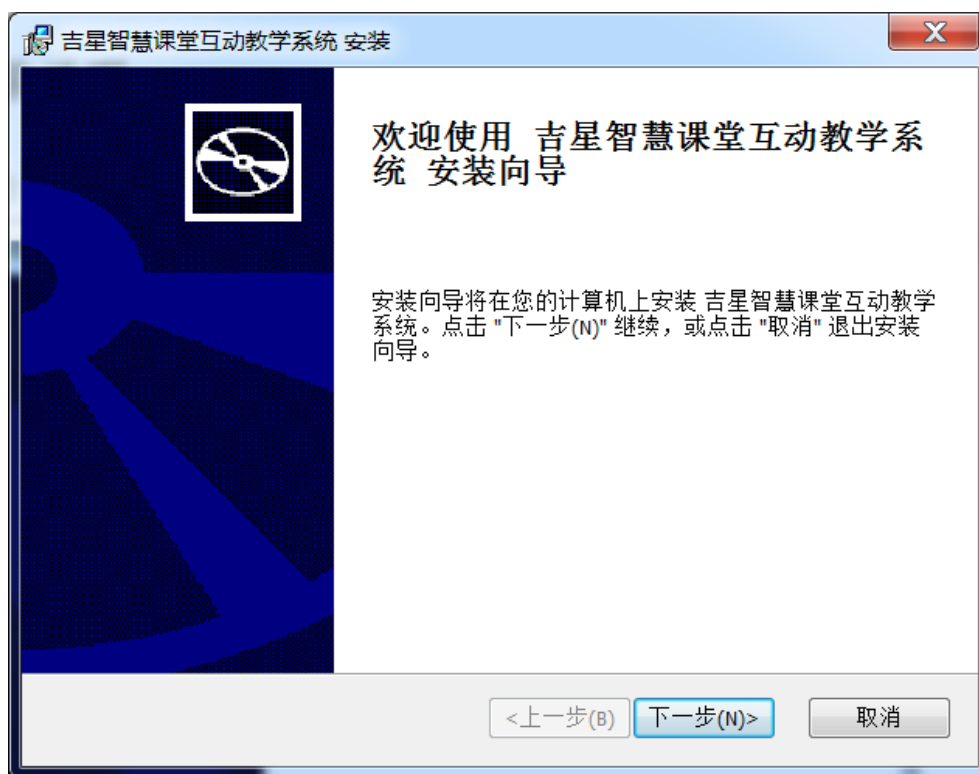 吉星智慧课堂互动教学系统 安装
欢迎使用 吉星智慧课堂互动教学系
统 安装向导
安装向导将在您的计算机上安装 吉星智慧课堂互动教学
系统。点击 "下一步(N)" 继续，或点击 "取消" 退出安装
向导。
<上一步(B) 下一步(N)> 取消